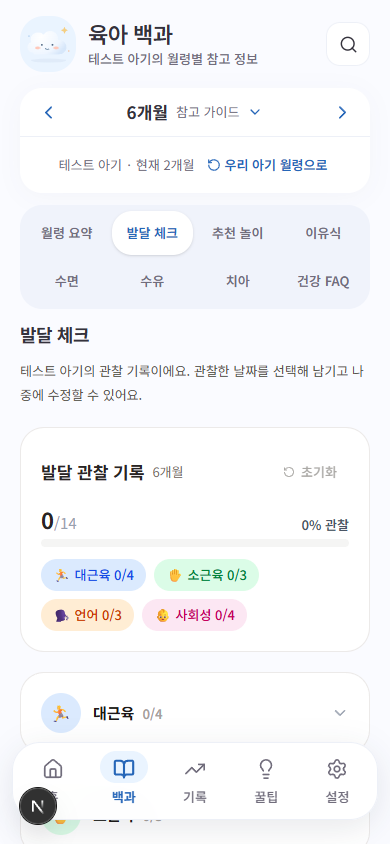 육아 백과
테스트 아기의 월령별 참고 정보
6개월 참고 가이드
테스트 아기 · 현재 2개월 우리 아기 월령으로
월령 요약 발달 체크 추천 놀이 이유식
수면 수유 치아 건강 FAQ
발달 체크
테스트 아기의 관찰 기록이에요. 관찰한 날짜를 선택해 남기고 나
중에 수정할 수 있어요.
발달 관찰 기록 6개월 초기화
0/14 0% 관찰
대근육 0/4 소근육 0/3
언어 0/3 사회성 0/4
대근육 0/4
N 백과 기록 꿀팁 설정